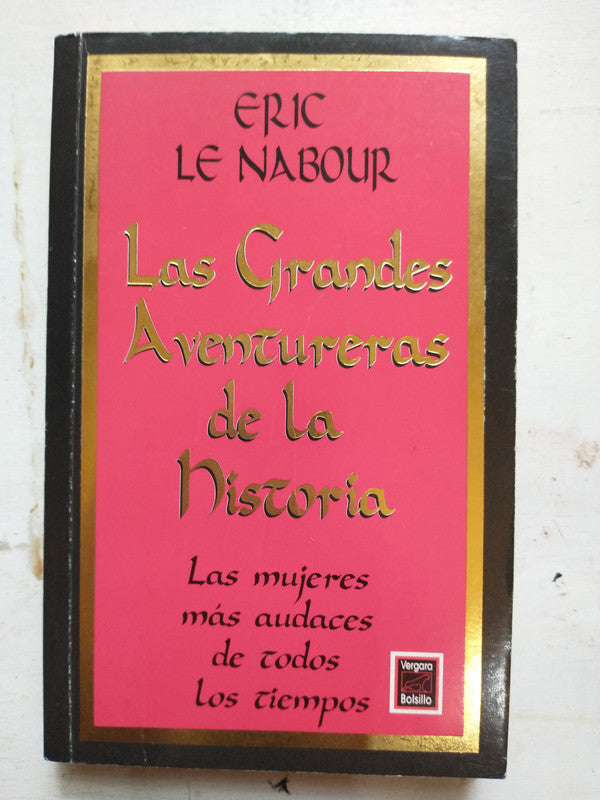 ERIC
LE NABOUR
Las Grandes
Aventureras
de la
Historia
Las mujeres
más audaces
de todos
los tiempos
Vergara
Bolsillo